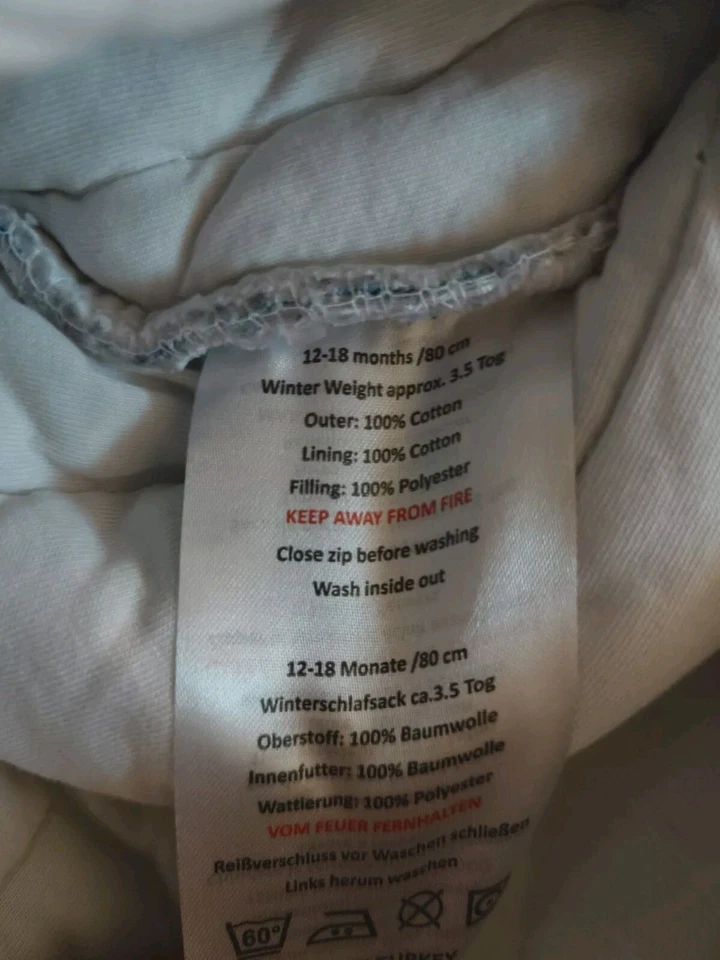 12-18 months /80 cm
Winter Weight approx. 3.5 Tog
Outer: 100% Cotton
Lining: 100% Cotton
Filling: 100% Polyester
KEEP AWAY FROM FIRE
Close zip before washing
Wash inside out
12-18 Monate /80 cm
Winterschlafsack ca.3.5 Tog
Oberstoff: 100% Baumwolle
Innenfutter: 100% Baumwolle
Wattierung: 100% Polyester
VOM FEUER FERNHALTEN
Reißverschluss vor Waschen schließen
Links herum waschen
60°
TURKEY